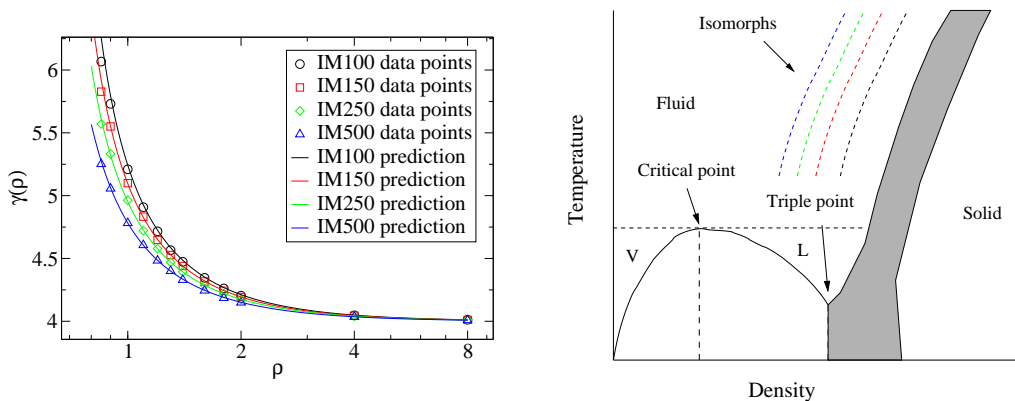 6
5.5
5
4.5
4
γ(ρ)
IM100 data points
IM150 data points
IM250 data points
IM500 data points
IM100 prediction
IM150 prediction
IM250 prediction
IM500 prediction
1
2
4
8
ρ
Isomorphs
Fluid
Critical point
Triple point
V
L
Solid
Temperature
Density